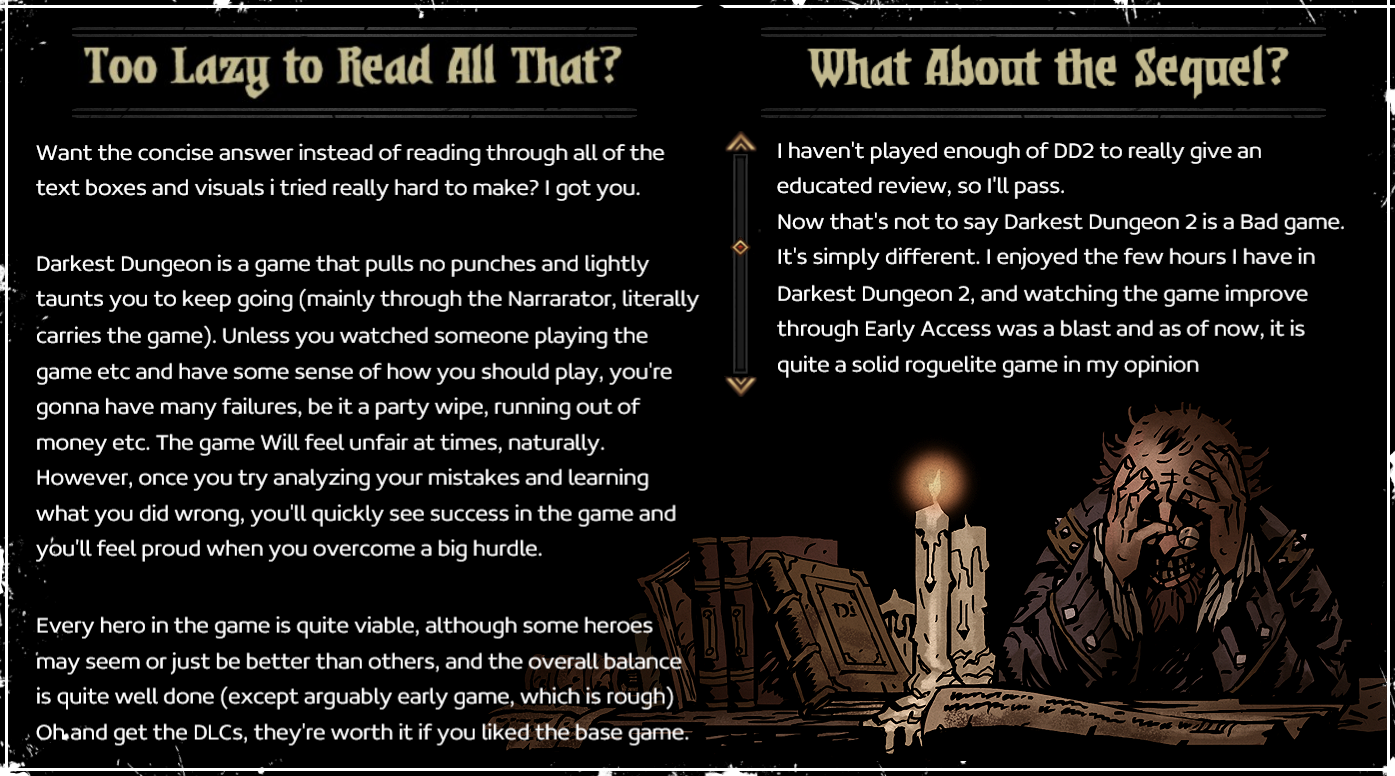 Too Lazy to Read All That?
Want the concise answer instead of reading through all of the
text boxes and visuals i tried really hard to make? I got you.
Darkest Dungeon is a game that pulls no punches and lightly
taunts you to keep going (mainly through the Narrarator, literally
carries the game). Unless you watched someone playing the
game etc and have some sense of how you should play, you're
gonna have many failures, be it a party wipe, running out of
money etc. The game Will feel unfair at times, naturally.
However, once you try analyzing your mistakes and learning
what you did wrong, you'll quickly see success in the game and
you'll feel proud when you overcome a big hurdle.
Every hero in the game is quite viable, although some heroes
may seem or just be better than others, and the overall balance
is quite well done (except arguably early game, which is rough)
Oh and get the DLCs, they're worth it if you liked the base game.
What About the Sequel?
I haven't played enough of DD2 to really give an
educated review, so I'll pass.
Now that's not to say Darkest Dungeon 2 is a Bad game.
It's simply different. I enjoyed the few hours I have in
Darkest Dungeon 2, and watching the game improve
through Early Access was a blast and as of now, it is
quite a solid roguelite game in my opinion